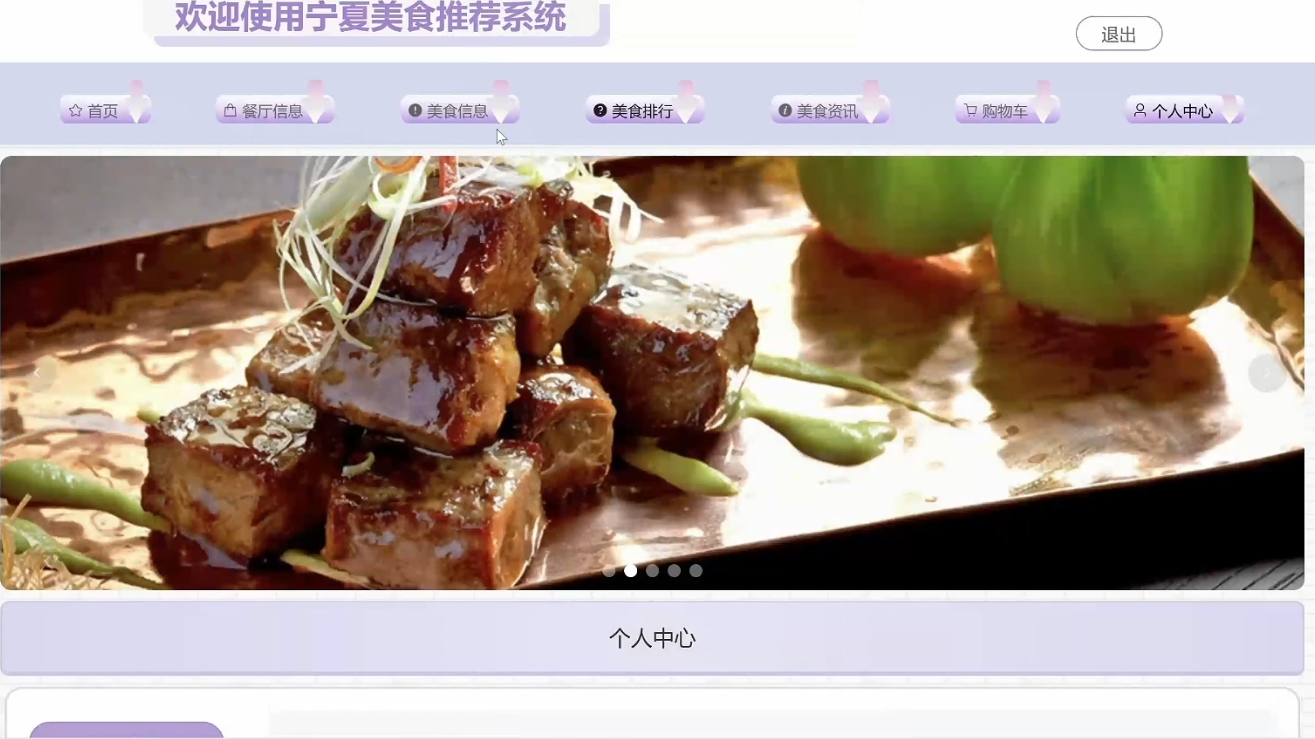 欢迎使用宁夏美食推荐系统
退出
首页
餐厅信息
美食信息
美食排行
美食资讯
购物车
个人中心
个人中心